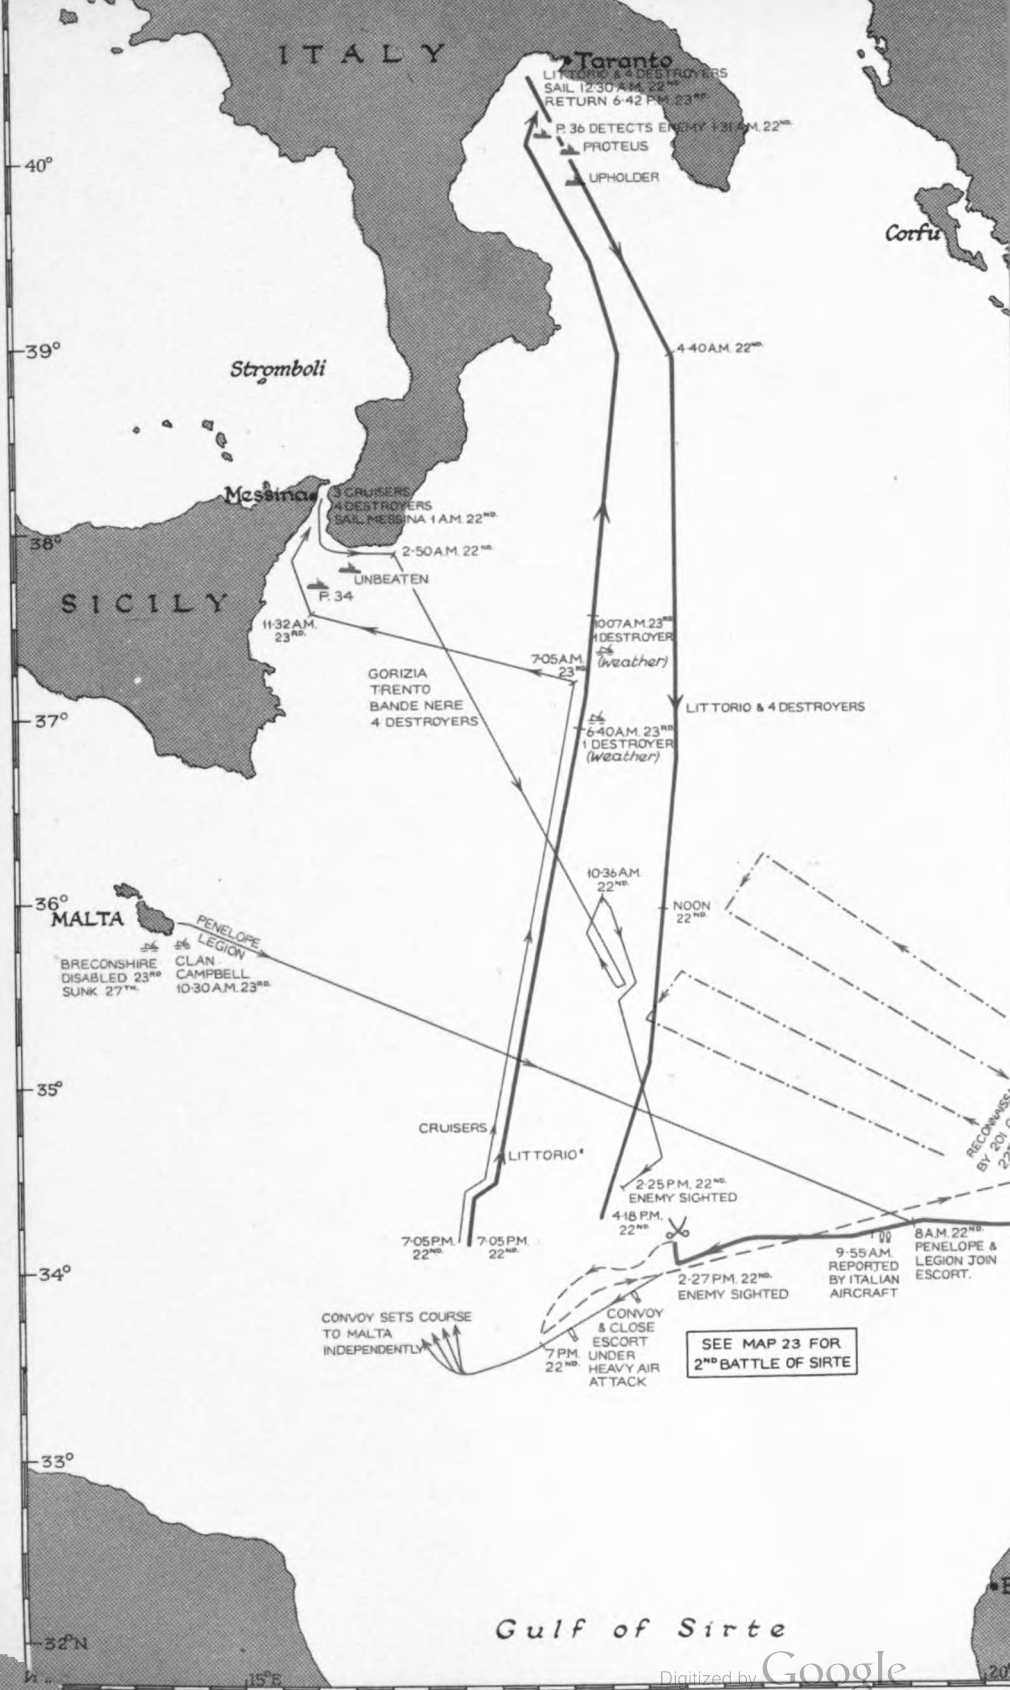 ITALY
Taranto
LITTORIO & 4 DESTROYERS
SAIL 12·30 A.M. 22ND.
RETURN 6·42 P.M. 23RD.
P. 36 DETECTS ENEMY 1·31 A.M. 22ND.
PROTEUS
40°
UPHOLDER
Corfu
39°
4·40 A.M. 22ND.
Stromboli
Messina
3 CRUISERS
4 DESTROYERS
SAIL MESSINA 1 A.M. 22ND.
38°
2·50 A.M. 22ND.
UNBEATEN
P. 34
SICILY
11·32 A.M.
23RD.
10·07 A.M. 23RD
1 DESTROYER
(Weather)
7·05 A.M.
23RD
GORIZIA
TRENTO
BANDE NERE
4 DESTROYERS
37°
LITTORIO & 4 DESTROYERS
6·40 A.M. 23RD
1 DESTROYER
(Weather)
10·36 A.M.
22ND.
36°
NOON
22ND.
MALTA
PENELOPE
LEGION
BRECONSHIRE
DISABLED 23RD
SUNK 27TH.
CLAN
CAMPBELL
10·30 A.M. 23RD.
35°
CRUISERS
LITTORIO
RECONNAISS
BY 201
2·25 P.M. 22ND.
ENEMY SIGHTED
4·18 P.M.
22ND
7·05 P.M.
22ND.
7·05 P.M.
22ND.
8 A.M. 22ND.
PENELOPE &
LEGION JOIN
ESCORT.
9·55 A.M.
REPORTED
BY ITALIAN
AIRCRAFT
34°
2·27 P.M. 22ND.
ENEMY SIGHTED
CONVOY SETS COURSE
TO MALTA
INDEPENDENTLY
CONVOY
& CLOSE
ESCORT
UNDER
HEAVY AIR
ATTACK
7 P.M.
22ND.
SEE MAP 23 FOR
2ND BATTLE OF SIRTE
33°
Gulf of Sirte
32°N
15°E
20°
Digitized by Google